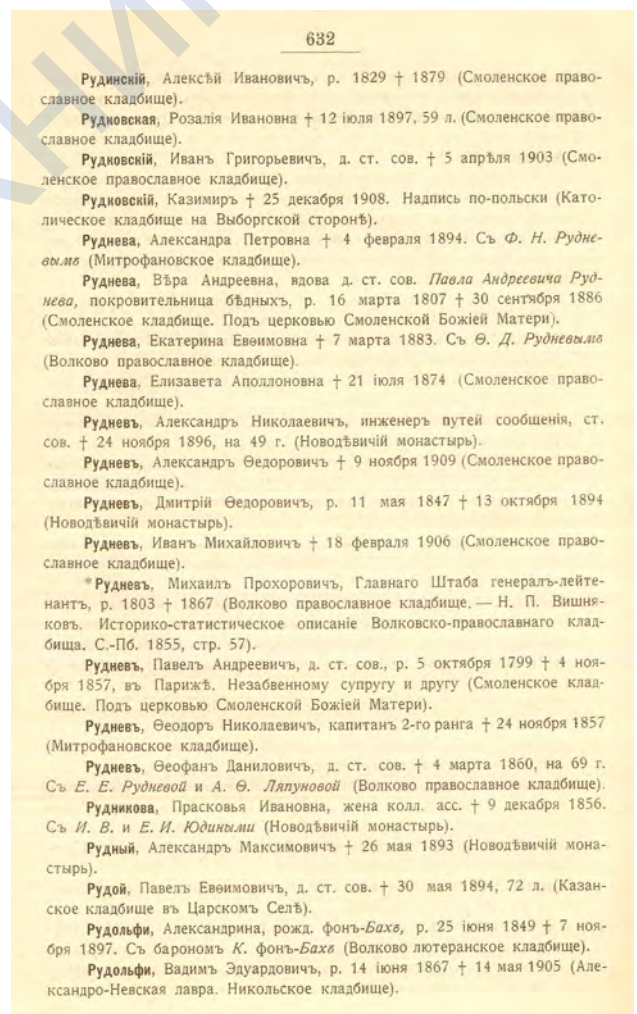 632
Рудинскій, Алексѣй Ивановичъ, р. 1829 † 1879 (Смоленское право-
славное кладбище).
Рудковская, Розалія Ивановна † 12 іюля 1897, 59 л. (Смоленское право-
славное кладбище).
Рудковскій, Иванъ Григорьевичъ, д. ст. сов. † 5 апрѣля 1903 (Смо-
ленское православное кладбище).
Рудковскій, Казимиръ † 25 декабря 1908. Надпись по-польски (Като-
лическое кладбище на Выборгской сторонѣ).
Руднева, Александра Петровна † 4 февраля 1894. Съ Ф. Н. Рудне-
вымъ (Митрофановское кладбище).
Руднева, Вѣра Андреевна, вдова д. ст. сов. Павла Андреевича Руд-
нева, покровительница бѣдныхъ, р. 16 марта 1807 † 30 сентября 1886
(Смоленское кладбище. Подъ церковью Смоленской Божіей Матери).
Руднева, Екатерина Евѳимовна † 7 марта 1883. Съ Ѳ. Д. Рудневымъ
(Волково православное кладбище).
Руднева, Елизавета Аполлоновна † 21 іюля 1874 (Смоленское право-
славное кладбище).
Рудневъ, Александръ Николаевичъ, инженеръ путей сообщенія, ст.
сов. † 24 ноября 1896, на 49 г. (Новодѣвичій монастырь).
Рудневъ, Александръ Ѳедоровичъ † 9 ноября 1909 (Смоленское право-
славное кладбище).
Рудневъ, Дмитрій Ѳедоровичъ, р. 11 мая 1847 † 13 октября 1894
(Новодѣвичій монастырь).
Рудневъ, Иванъ Михайловичъ † 18 февраля 1906 (Смоленское право-
славное кладбище).
*Рудневъ, Михаилъ Прохоровичъ, Главнаго Штаба генералъ-лейте-
нантъ, р. 1803 † 1867 (Волково православное кладбище. — Н. П. Вишня-
ковъ. Историко-статистическое описаніе Волковско-православнаго клад-
бища. С.-Пб. 1855, стр. 57).
Рудневъ, Павелъ Андреевичъ, д. ст. сов., р. 5 октября 1799 † 4 ноя-
бря 1857, въ Парижѣ. Незабвенному супругу и другу (Смоленское клад-
бище. Подъ церковью Смоленской Божіей Матери).
Рудневъ, Ѳеодоръ Николаевичъ, капитанъ 2-го ранга † 24 ноября 1857
(Митрофановское кладбище).
Рудневъ, Ѳеофанъ Даниловичъ, д. ст. сов. † 4 марта 1860, на 69 г.
Съ Е. Е. Рудневой и А. Ѳ. Ляпуновой (Волково православное кладбище).
Рудникова, Прасковья Ивановна, жена колл. асс. † 9 декабря 1856.
Съ И. В. и Е. И. Юдиными (Новодѣвичій монастырь).
Рудный, Александръ Максимовичъ † 26 мая 1893 (Новодѣвичій мона-
стырь).
Рудой, Павелъ Евѳимовичъ, д. ст. сов. † 30 мая 1894, 72 л. (Казан-
ское кладбище въ Царскомъ Селѣ).
Рудольфи, Александрина, рожд. фонъ-Бахъ, р. 25 іюня 1849 † 7 ноя-
бря 1897. Съ барономъ К. фонъ-Бахъ (Волково лютеранское кладбище).
Рудольфи, Вадимъ Эдуардовичъ, р. 14 іюня 1867 † 14 мая 1905 (Але-
ксандро-Невская лавра. Никольское кладбище).